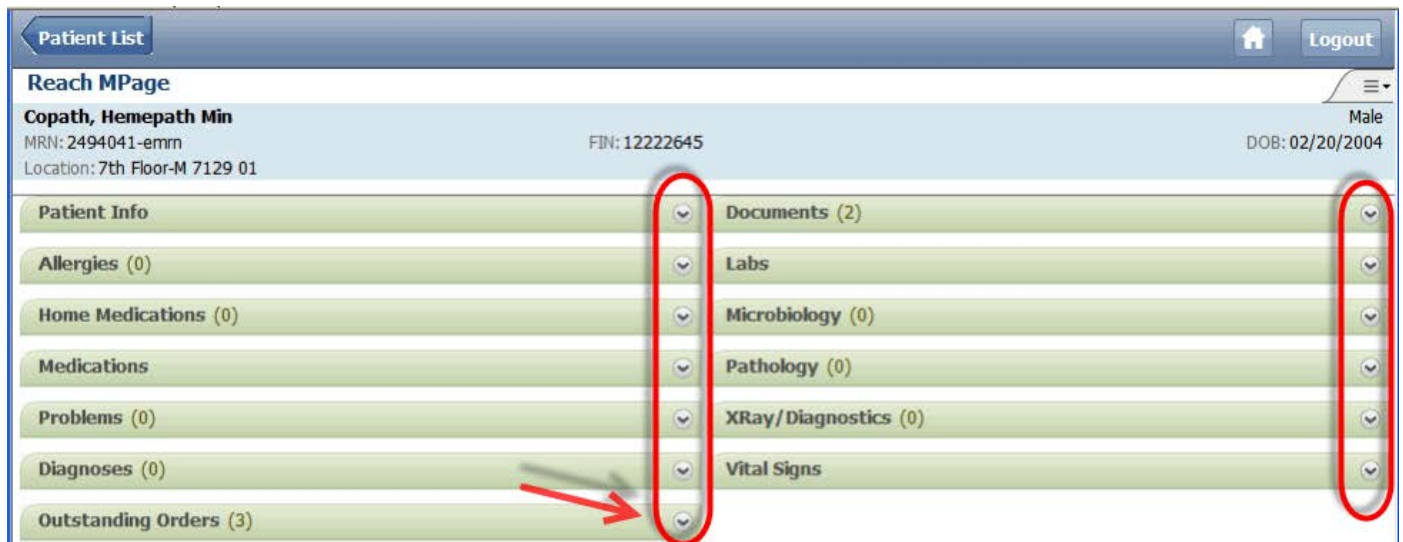 Patient List
Logout
Reach MPage
Copath, Hemepath Min
Male
MRN: 2494041-emrn
FIN: 12222645
DOB: 02/20/2004
Location: 7th Floor-M 7129 01
Patient Info
Documents (2)
Allergies (0)
Labs
Home Medications (0)
Microbiology (0)
Medications
Pathology (0)
Problems (0)
XRay/Diagnostics (0)
Diagnoses (0)
Vital Signs
Outstanding Orders (3)